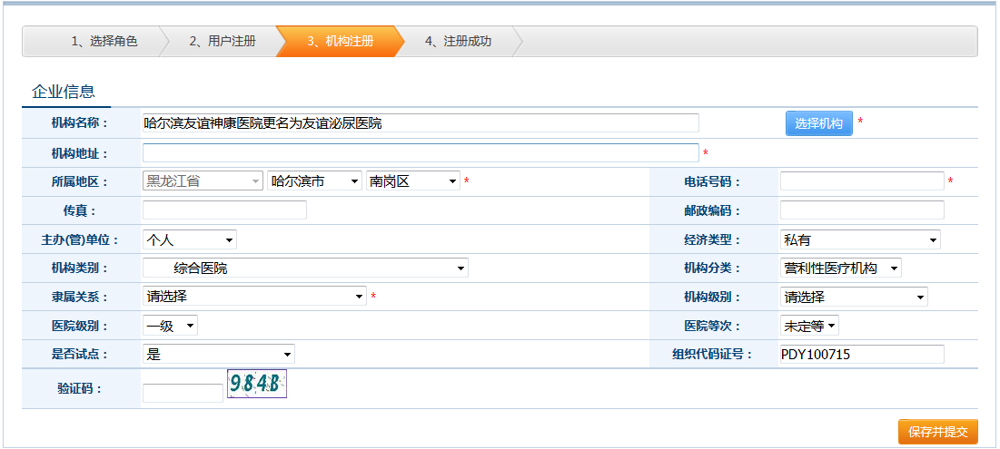 1、选择角色 2、用户注册 3、机构注册 4、注册成功
企业信息
机构名称： 哈尔滨友谊神康医院更名为友谊泌尿医院 选择机构 *
机构地址： *
所属地区： 黑龙江省 哈尔滨市 南岗区 * 电话号码： *
传真： 邮政编码：
主办(管)单位： 个人 经济类型： 私有
机构类别： 综合医院 机构分类： 营利性医疗机构
隶属关系： 请选择 * 机构级别： 请选择
医院级别： 一级 医院等次： 未定等
是否试点： 是 组织代码证号： PDY100715
验证码： 984B
保存并提交